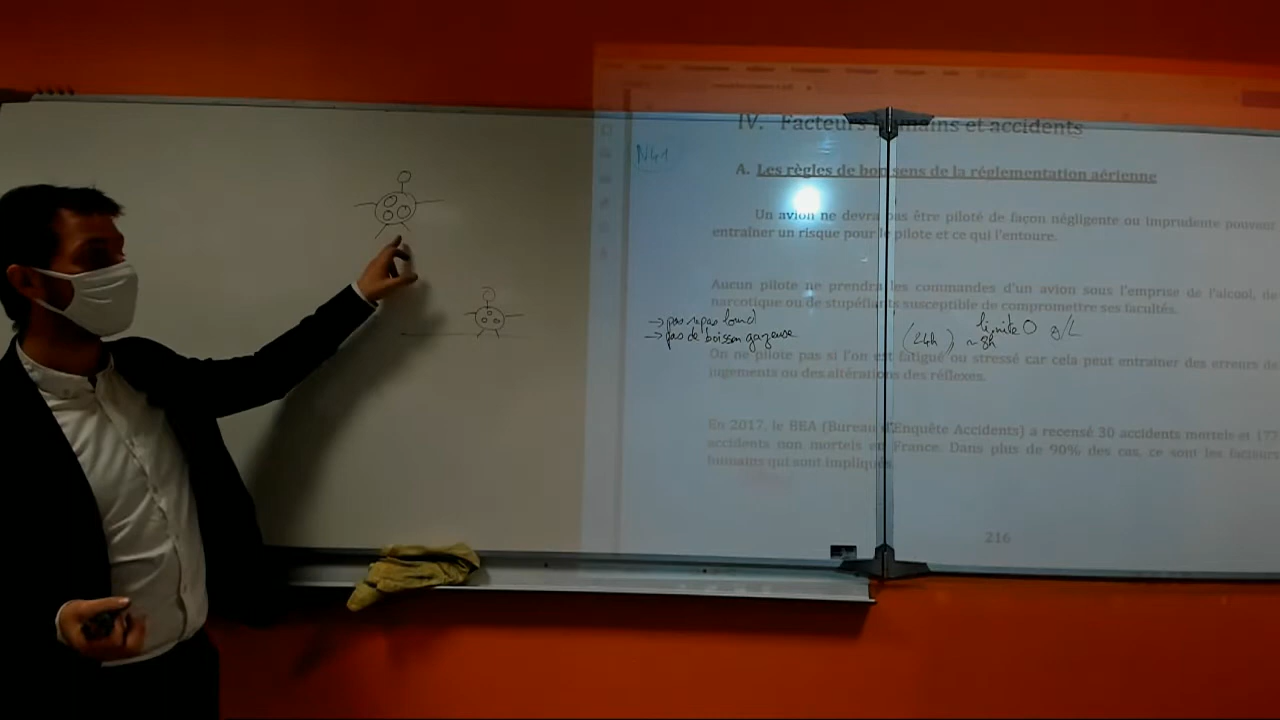 IV. Facteurs humains et accidents
A. Les règles de bon sens de la réglementation aérienne
Un avion ne devra pas être piloté de façon négligente ou imprudente pouvant
entraîner un risque pour le pilote et ce qui l'entoure.
Aucun pilote ne prendra les commandes d'un avion sous l'emprise de l'alcool, de
narcotique ou de stupéfiants susceptible de compromettre ses facultés.
→ pas repas lourd
→ pas de boisson gazeuse
(24h) ~8h limite 0 g/L
On ne pilote pas si l'on est fatigué ou stressé car cela peut entraîner des erreurs de
jugements ou des altérations des réflexes.
En 2017, le BEA (Bureau d'Enquête Accidents) a recensé 30 accidents mortels et 177
accidents non mortels en France. Dans plus de 90% des cas, ce sont les facteurs
humains qui sont impliqués.
216